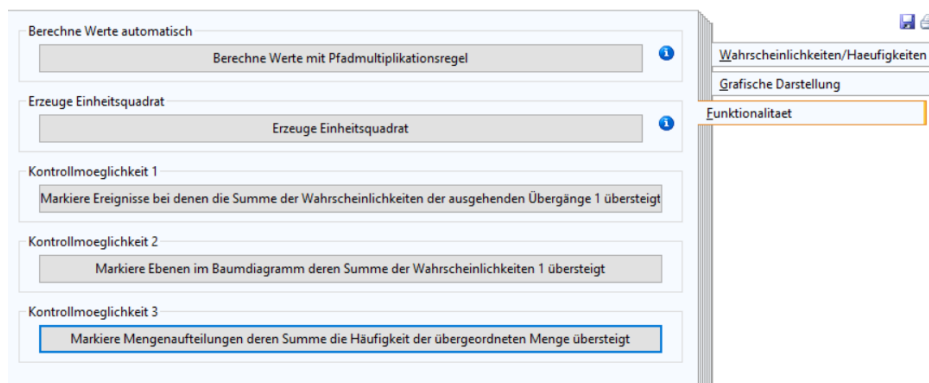 Berechne Werte automatisch
Berechne Werte mit Pfadmultiplikationsregel
Erzeuge Einheitsquadrat
Erzeuge Einheitsquadrat
Kontrollmoeglichkeit 1
Markiere Ereignisse bei denen die Summe der Wahrscheinlichkeiten der ausgehenden Übergänge 1 übersteigt
Kontrollmoeglichkeit 2
Markiere Ebenen im Baumdiagramm deren Summe der Wahrscheinlichkeiten 1 übersteigt
Kontrollmoeglichkeit 3
Markiere Mengenaufteilungen deren Summe die Häufigkeit der übergeordneten Menge übersteigt
Wahrscheinlichkeiten/Haeufigkeiten
Grafische Darstellung
Funktionalitaet